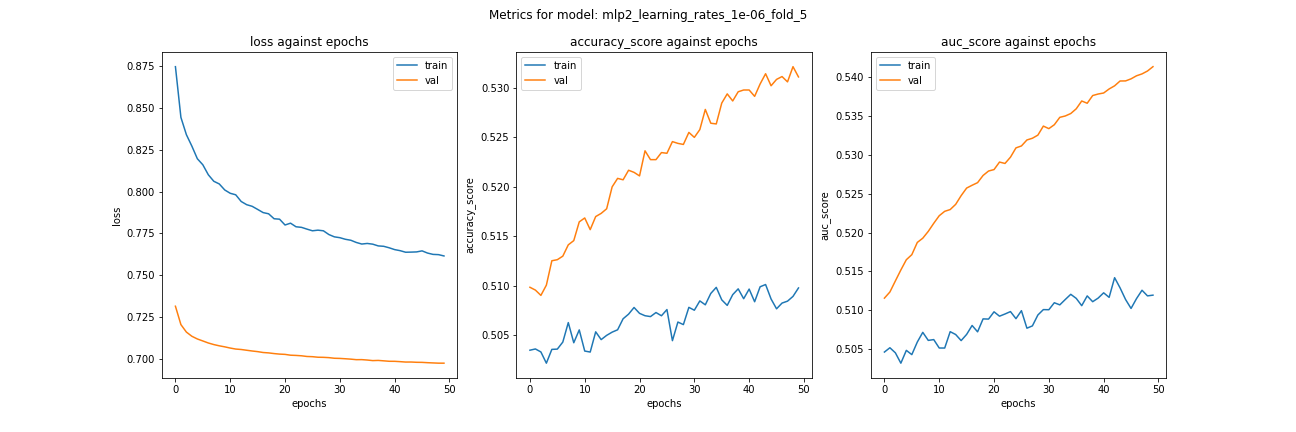 Metrics for model: mlp2_learning_rates_1e-06_fold_5
loss against epochs
train
val
0.875
0.850
0.825
0.800
0.775
0.750
0.725
0.700
loss
0
10
20
30
40
50
epochs
accuracy_score against epochs
train
val
0.530
0.525
0.520
0.515
0.510
0.505
accuracy_score
0
10
20
30
40
50
epochs
auc_score against epochs
train
val
0.540
0.535
0.530
0.525
0.520
0.515
0.510
0.505
auc_score
0
10
20
30
40
50
epochs